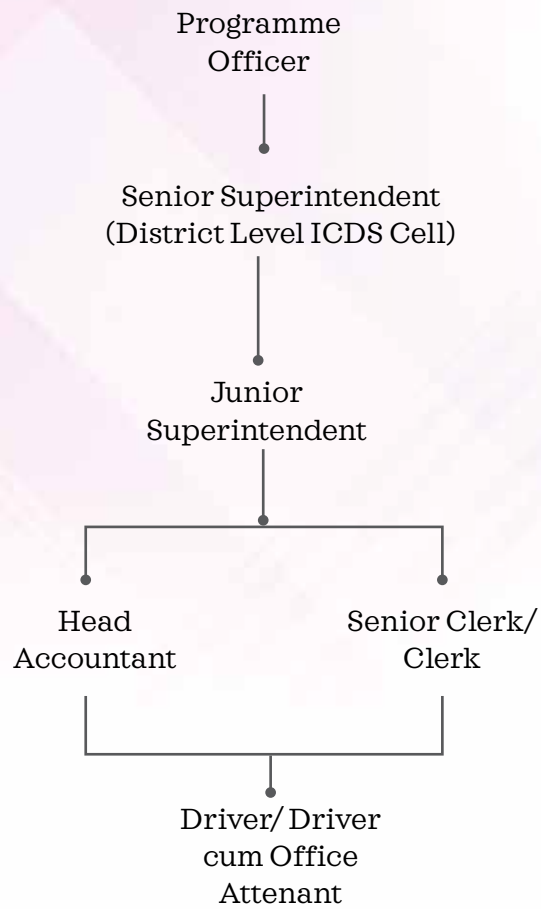 Programme
Officer
Senior Superintendent
(District Level ICDS Cell)
Junior
Superintendent
Head
Accountant
Senior Clerk/
Clerk
Driver/ Driver
cum Office
Attenant